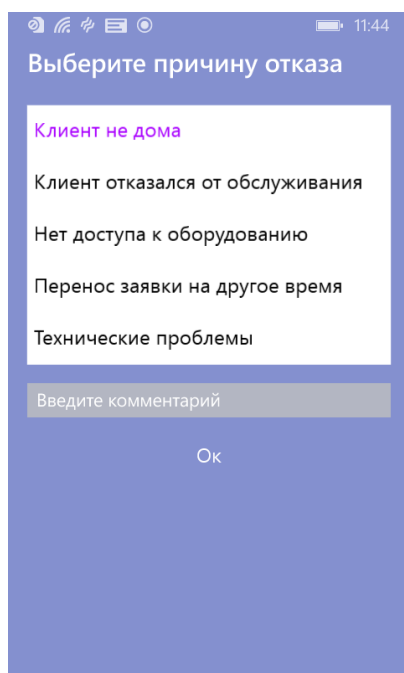 11:44
Выберите причину отказа
Клиент не дома
Клиент отказался от обслуживания
Нет доступа к оборудованию
Перенос заявки на другое время
Технические проблемы
Введите комментарий
Ок